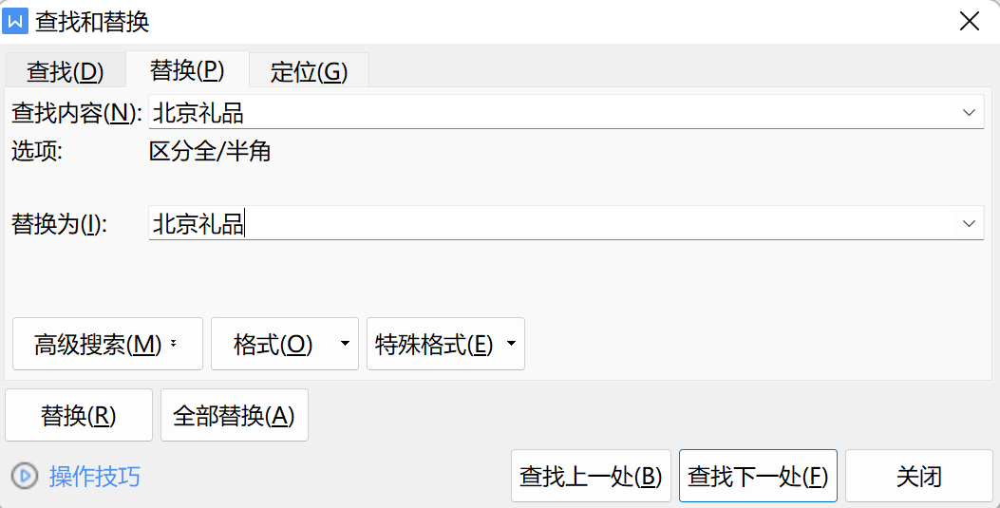 查找和替换
查找(D) 替换(P) 定位(G)
查找内容(N): 北京礼品
选项: 区分全/半角
替换为(I): 北京礼品
高级搜索(M) 格式(O) 特殊格式(E)
替换(R) 全部替换(A)
操作技巧 查找上一处(B) 查找下一处(F) 关闭